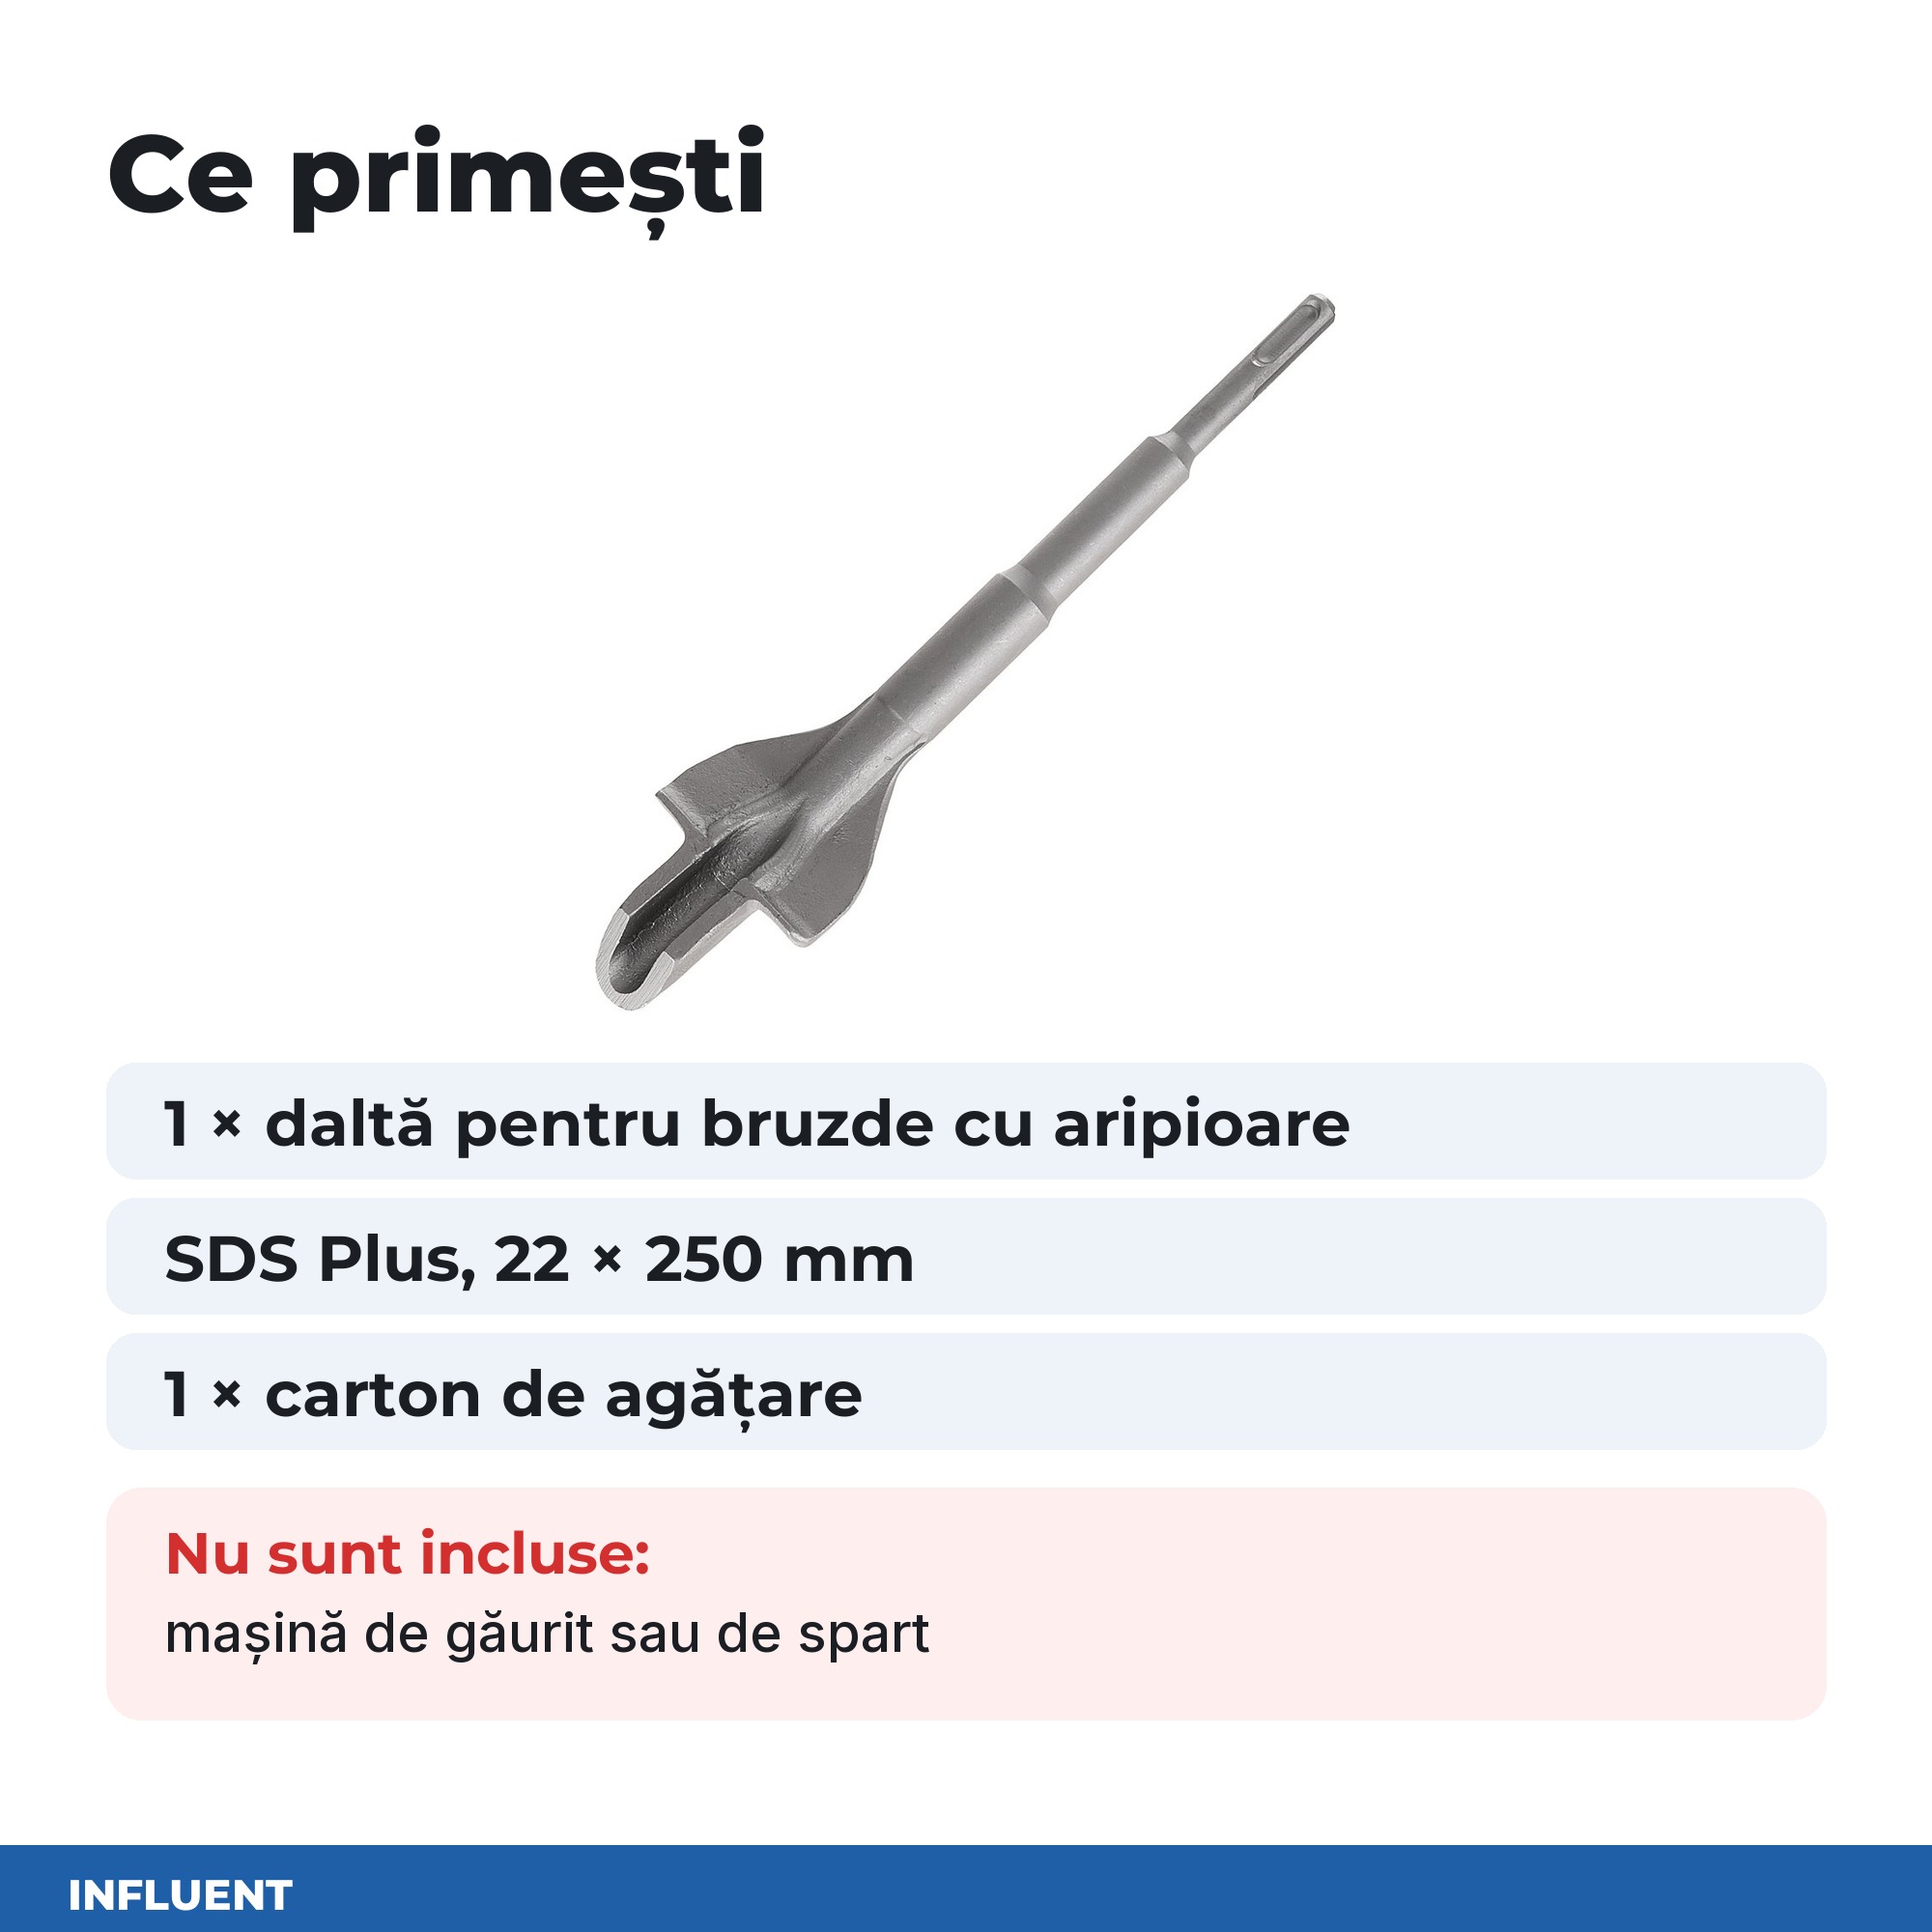 Ce primești
1 × daltă pentru bruzde cu aripioare
SDS Plus, 22 × 250 mm
1 × carton de agățare
Nu sunt incluse:
mașină de găurit sau de spart
INFLUENT